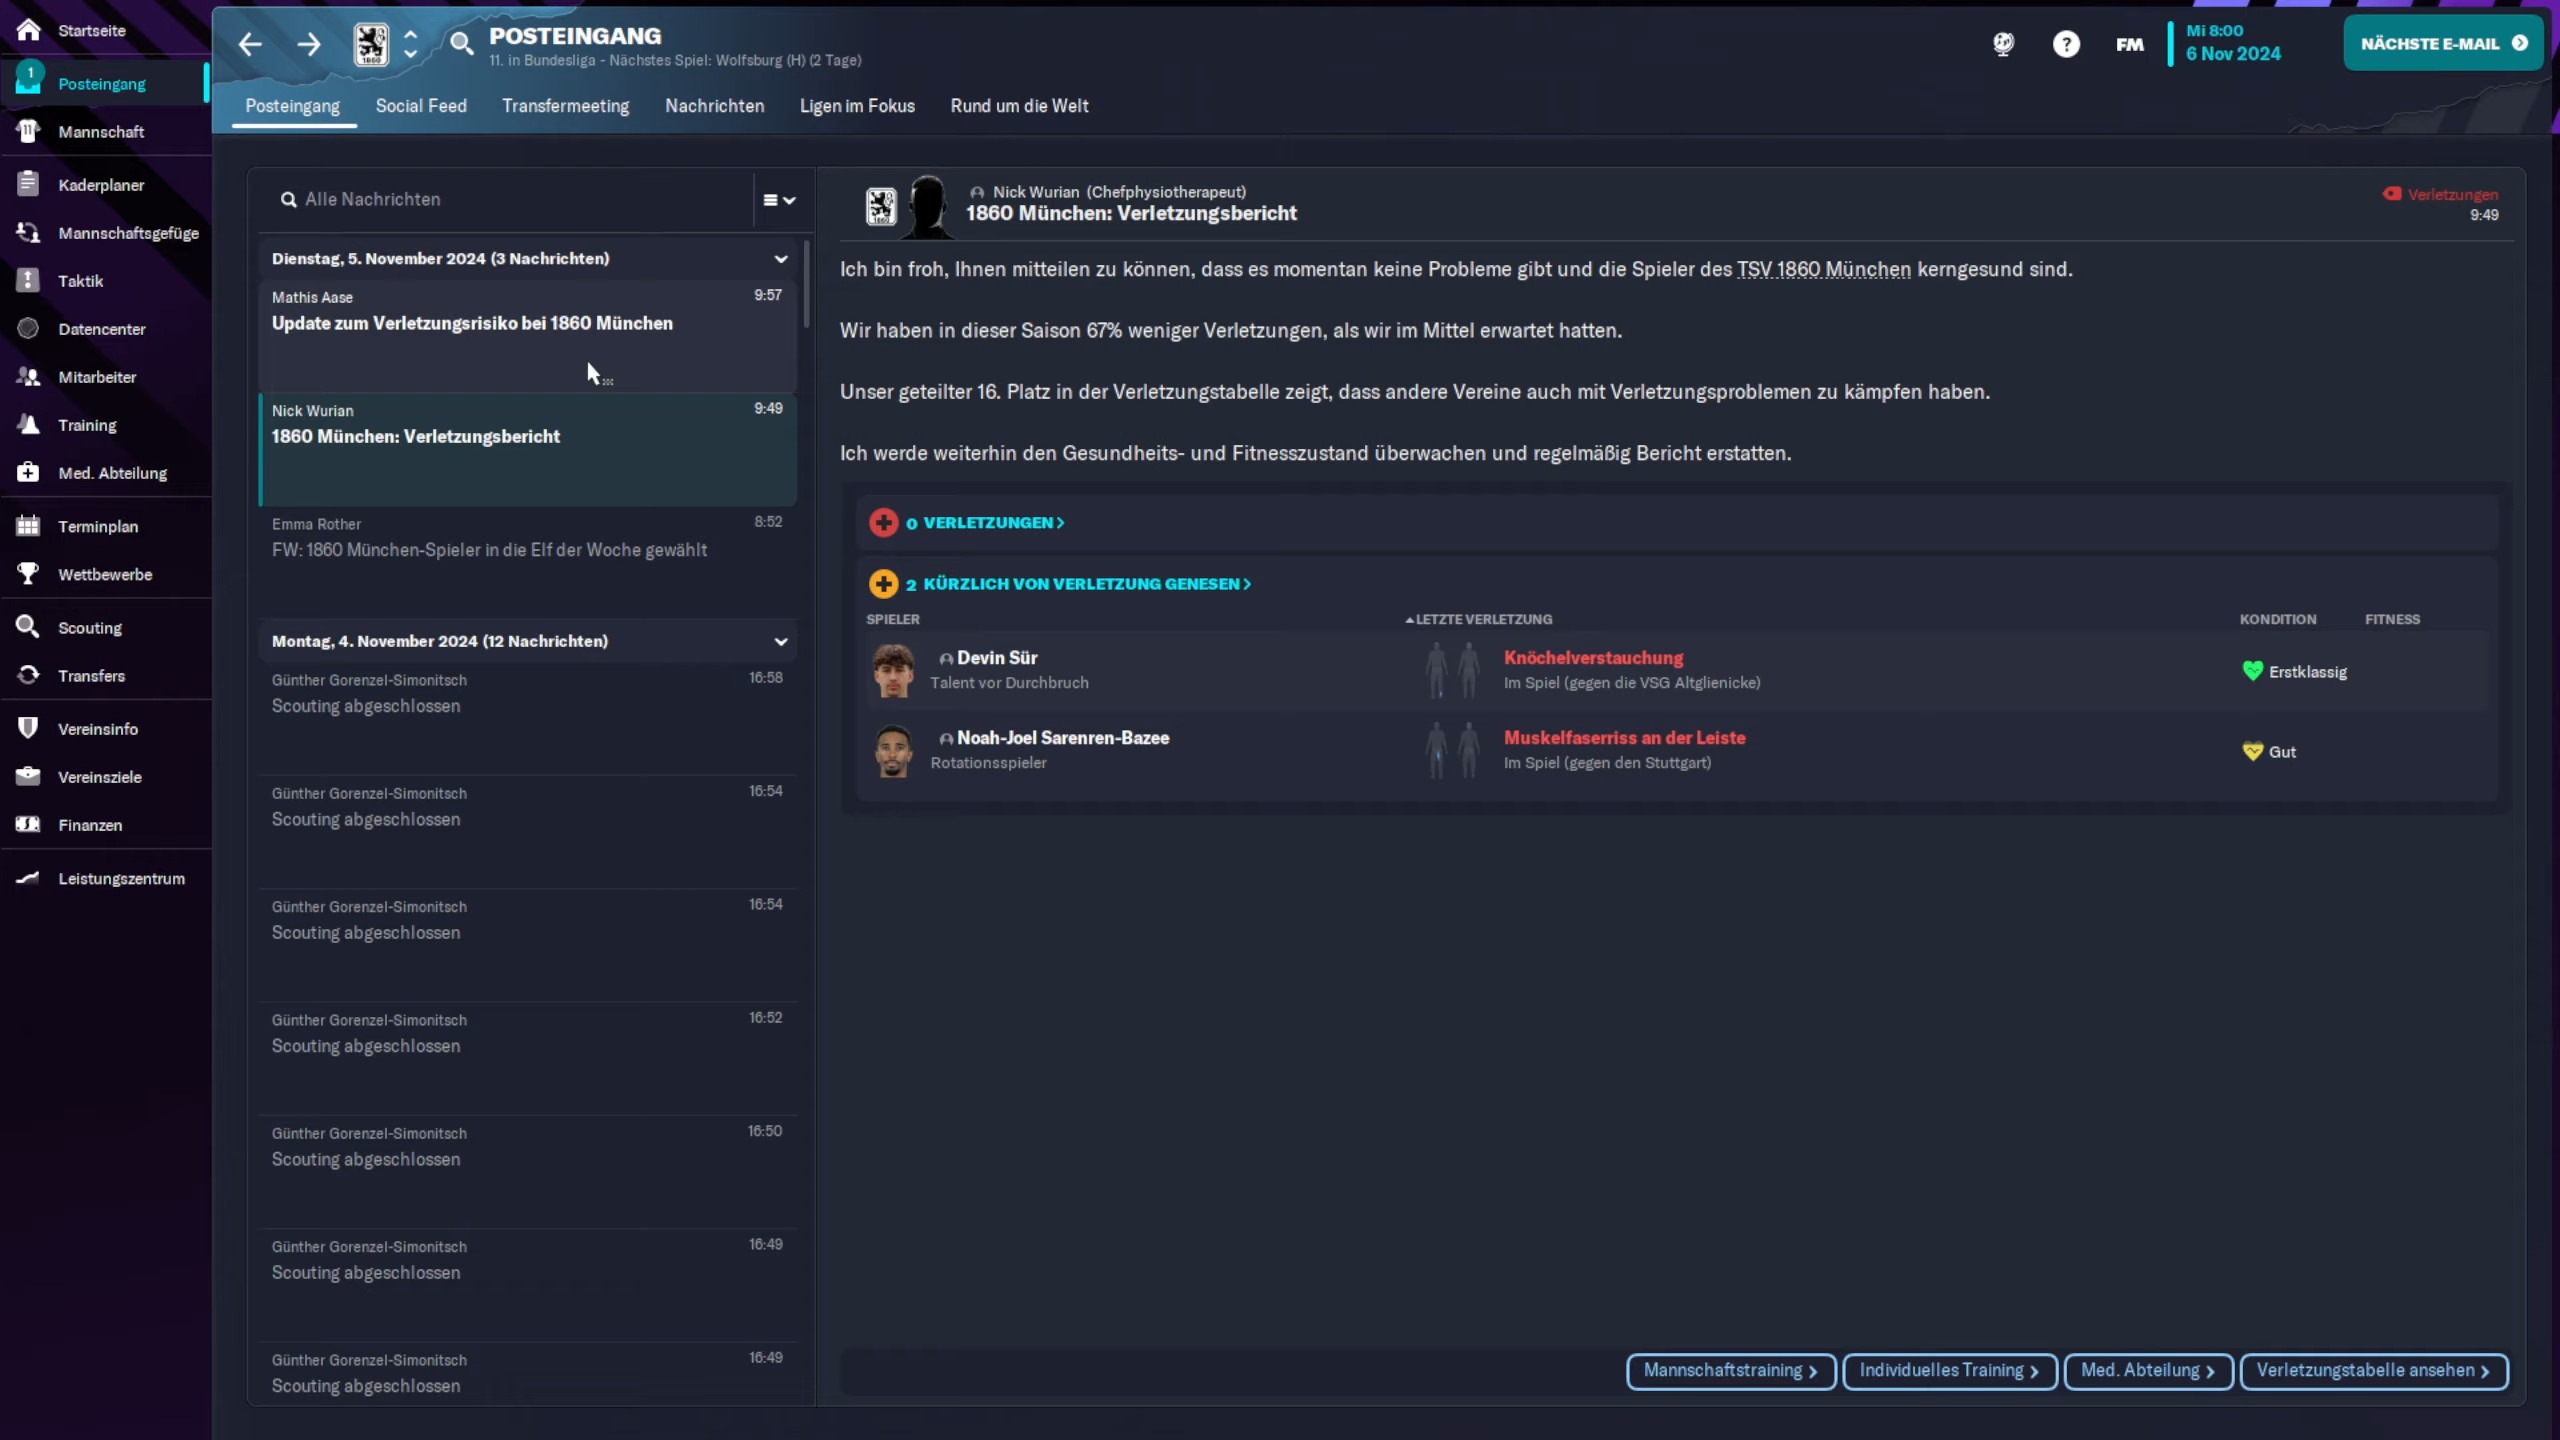 Startseite
1
Posteingang
Mannschaft
Kaderplaner
Mannschaftsgefüge
Taktik
Datencenter
Mitarbeiter
Training
Med. Abteilung
Terminplan
Wettbewerbe
Scouting
Transfers
Vereinsinfo
Vereinsziele
Finanzen
Leistungszentrum
POSTEINGANG
11. in Bundesliga - Nächstes Spiel: Wolfsburg (H) (2 Tage)
FM
Mi 8:00
6 Nov 2024
NÄCHSTE E-MAIL
Posteingang Social Feed Transfermeeting Nachrichten Ligen im Fokus Rund um die Welt
Alle Nachrichten
Dienstag, 5. November 2024 (3 Nachrichten)
Mathis Aase 9:57
Update zum Verletzungsrisiko bei 1860 München
Nick Wurian 9:49
1860 München: Verletzungsbericht
Emma Rother 8:52
FW: 1860 München-Spieler in die Elf der Woche gewählt
Montag, 4. November 2024 (12 Nachrichten)
Günther Gorenzel-Simonitsch 16:58
Scouting abgeschlossen
Günther Gorenzel-Simonitsch 16:54
Scouting abgeschlossen
Günther Gorenzel-Simonitsch 16:54
Scouting abgeschlossen
Günther Gorenzel-Simonitsch 16:52
Scouting abgeschlossen
Günther Gorenzel-Simonitsch 16:50
Scouting abgeschlossen
Günther Gorenzel-Simonitsch 16:49
Scouting abgeschlossen
Günther Gorenzel-Simonitsch 16:49
Scouting abgeschlossen
Nick Wurian (Chefphysiotherapeut)
1860 München: Verletzungsbericht
Verletzungen
9:49
Ich bin froh, Ihnen mitteilen zu können, dass es momentan keine Probleme gibt und die Spieler des TSV 1860 München kerngesund sind.
Wir haben in dieser Saison 67% weniger Verletzungen, als wir im Mittel erwartet hatten.
Unser geteilter 16. Platz in der Verletzungstabelle zeigt, dass andere Vereine auch mit Verletzungsproblemen zu kämpfen haben.
Ich werde weiterhin den Gesundheits- und Fitnesszustand überwachen und regelmäßig Bericht erstatten.
0 VERLETZUNGEN
2 KÜRZLICH VON VERLETZUNG GENESEN
SPIELER LETZTE VERLETZUNG KONDITION FITNESS
Devin Sür Knöchelverstauchung
Talent vor Durchbruch Im Spiel (gegen die VSG Altglienicke) Erstklassig
Noah-Joel Sarenren-Bazee Muskelfaserriss an der Leiste
Rotationsspieler Im Spiel (gegen den Stuttgart) Gut
Mannschaftstraining Individuelles Training Med. Abteilung Verletzungstabelle ansehen